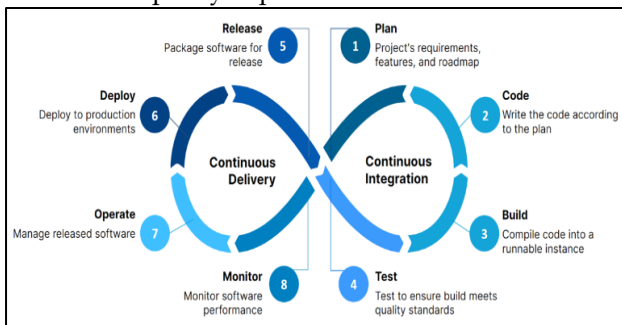 Release
Package software for
release
5
1
Plan
Project's requirements,
features, and roadmap
Deploy
Deploy to production
environments
6
2
Code
Write the code according
to the plan
Continuous
Delivery
Continuous
Integration
Operate
Manage released software
7
3
Build
Compile code into a
runnable instance
Monitor
Monitor software
performance
8
4
Test
Test to ensure build meets
quality standards